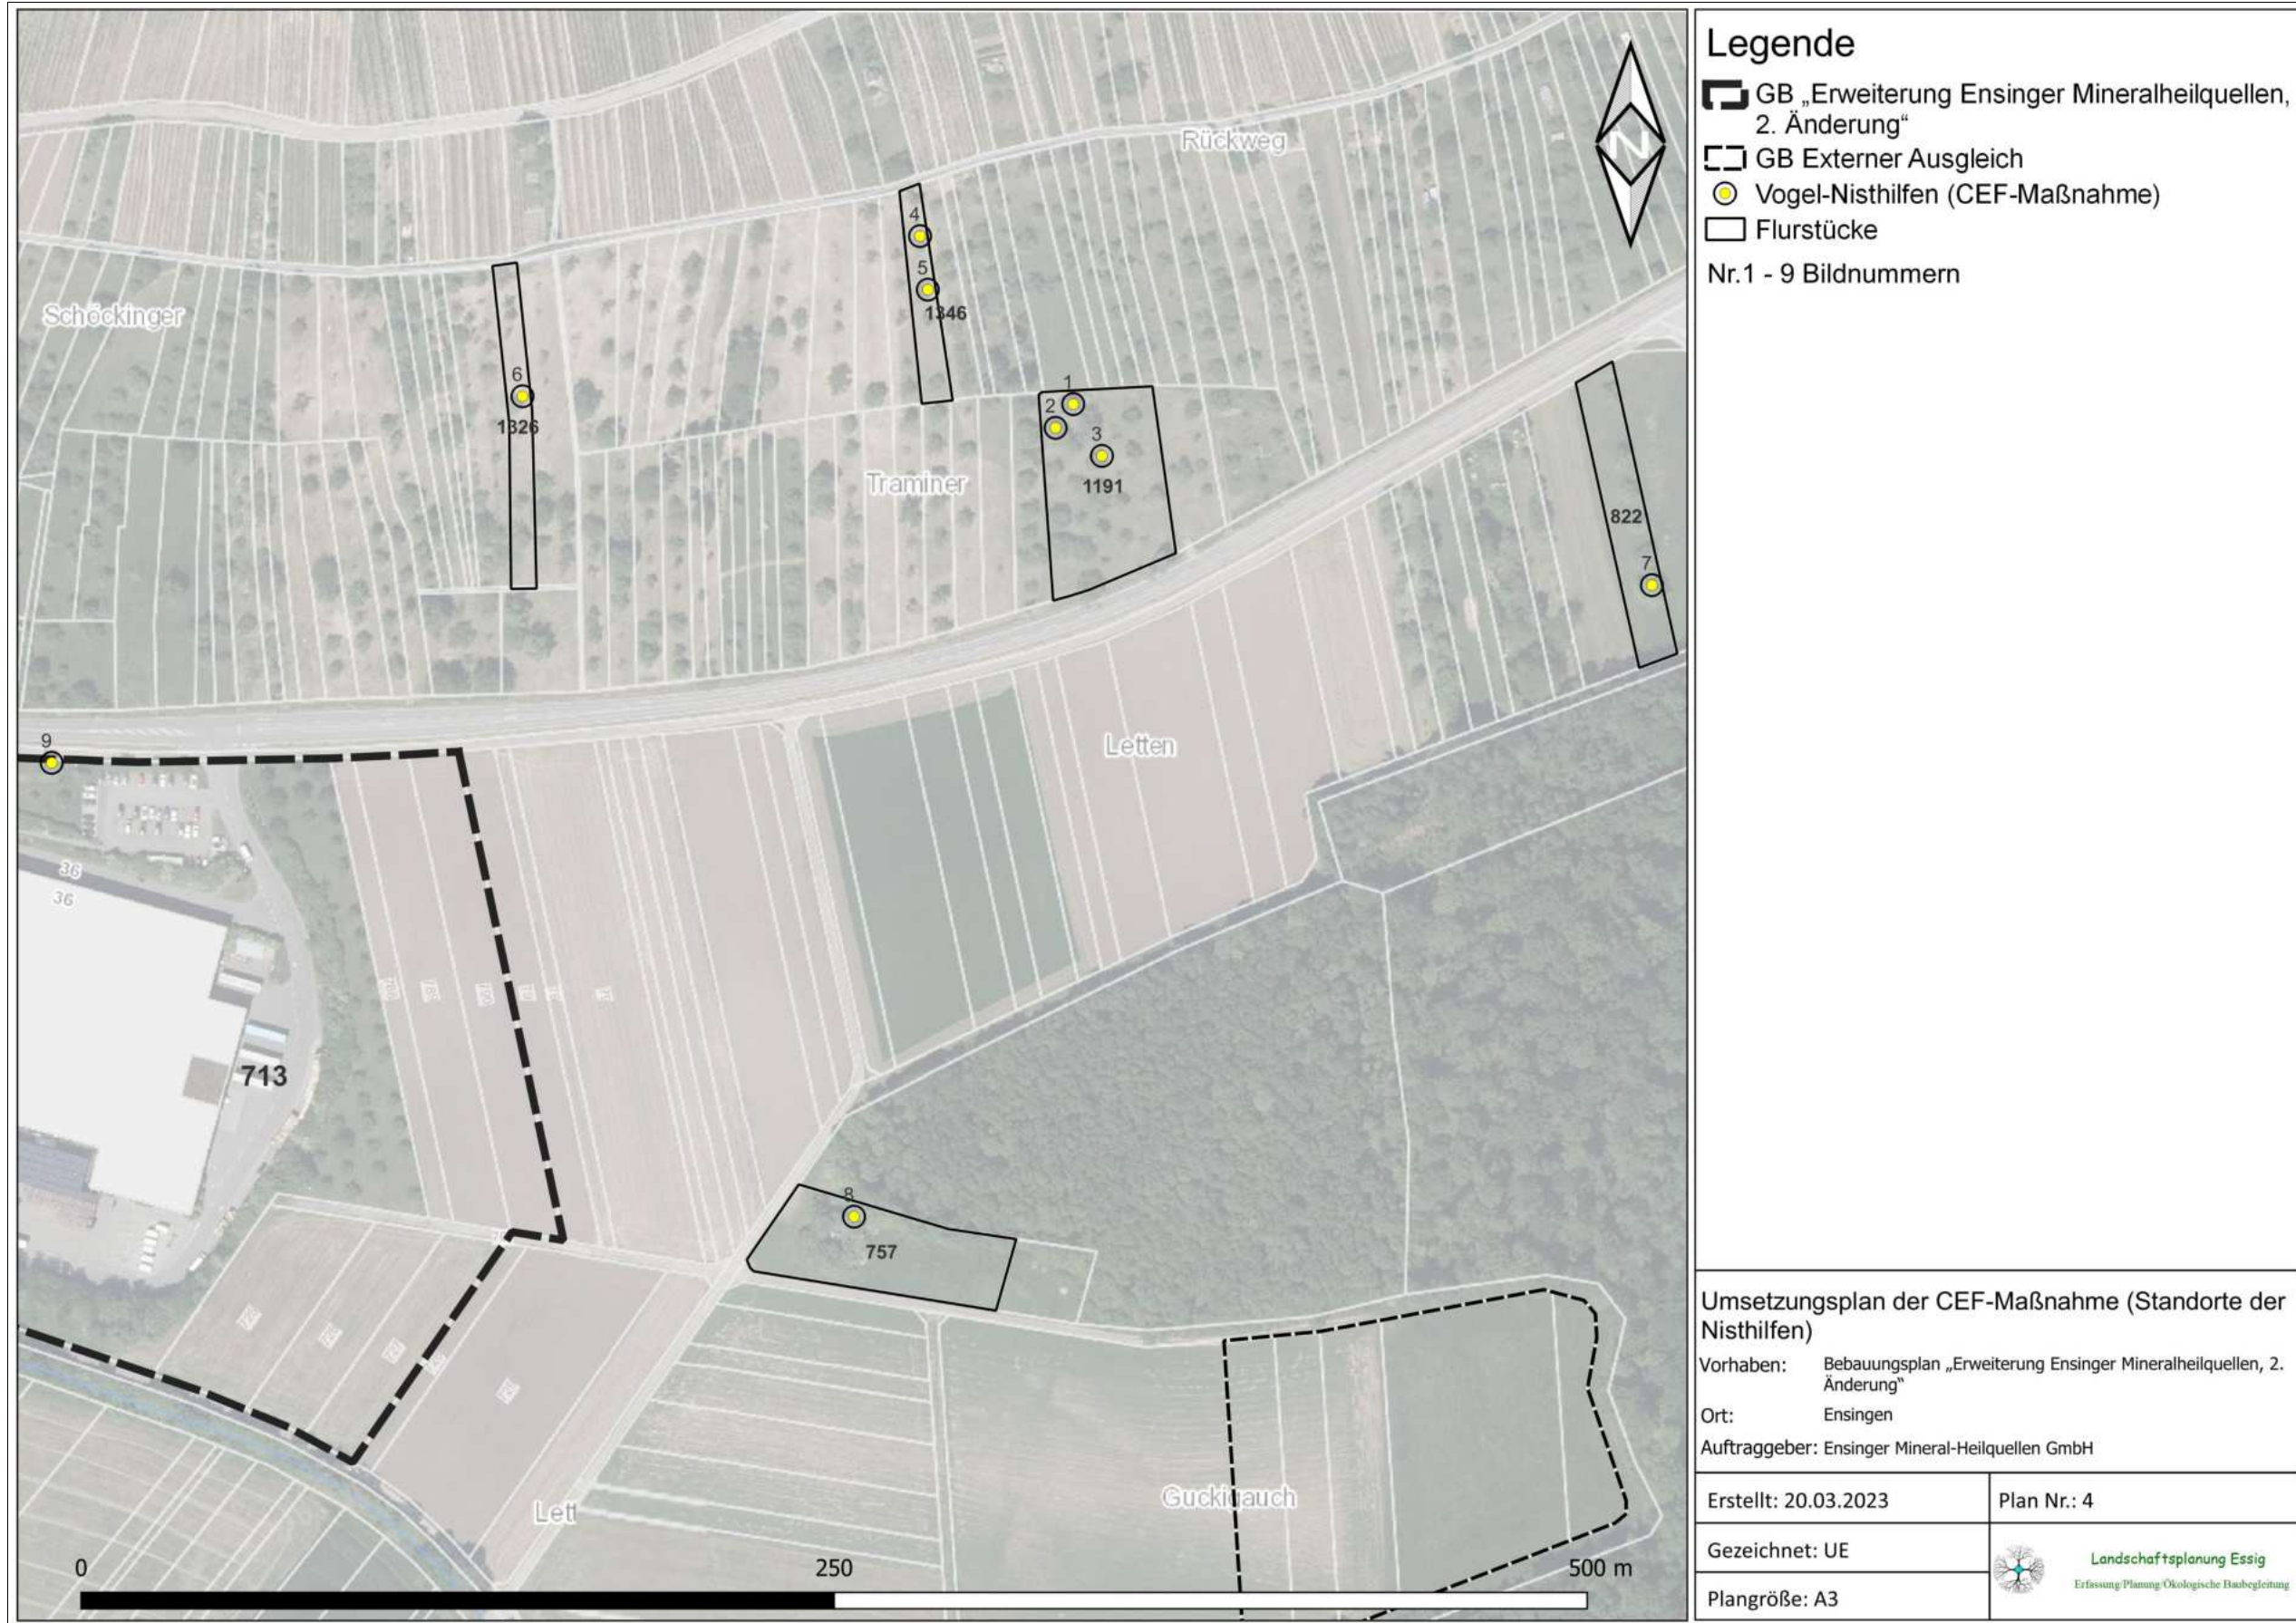 Rückweg
Schöckinger
4
5
1346
6
1326
1
2
3
1191
Traminer
822
7
9
Letten
36
36
713
8
757
Guckigauch
Lett
0
250
500 m
N
Legende
GB „Erweiterung Ensinger Mineralheilquellen,
2. Änderung“
GB Externer Ausgleich
Vogel-Nisthilfen (CEF-Maßnahme)
Flurstücke
Nr.1 - 9 Bildnummern
Umsetzungsplan der CEF-Maßnahme (Standorte der
Nisthilfen)
Vorhaben: Bebauungsplan „Erweiterung Ensinger Mineralheilquellen, 2.
Änderung“
Ort: Ensingen
Auftraggeber: Ensinger Mineral-Heilquellen GmbH
Erstellt: 20.03.2023
Plan Nr.: 4
Gezeichnet: UE
Plangröße: A3
Landschaftsplanung Essig
Erfassung/Planung/Ökologische Baubegleitung